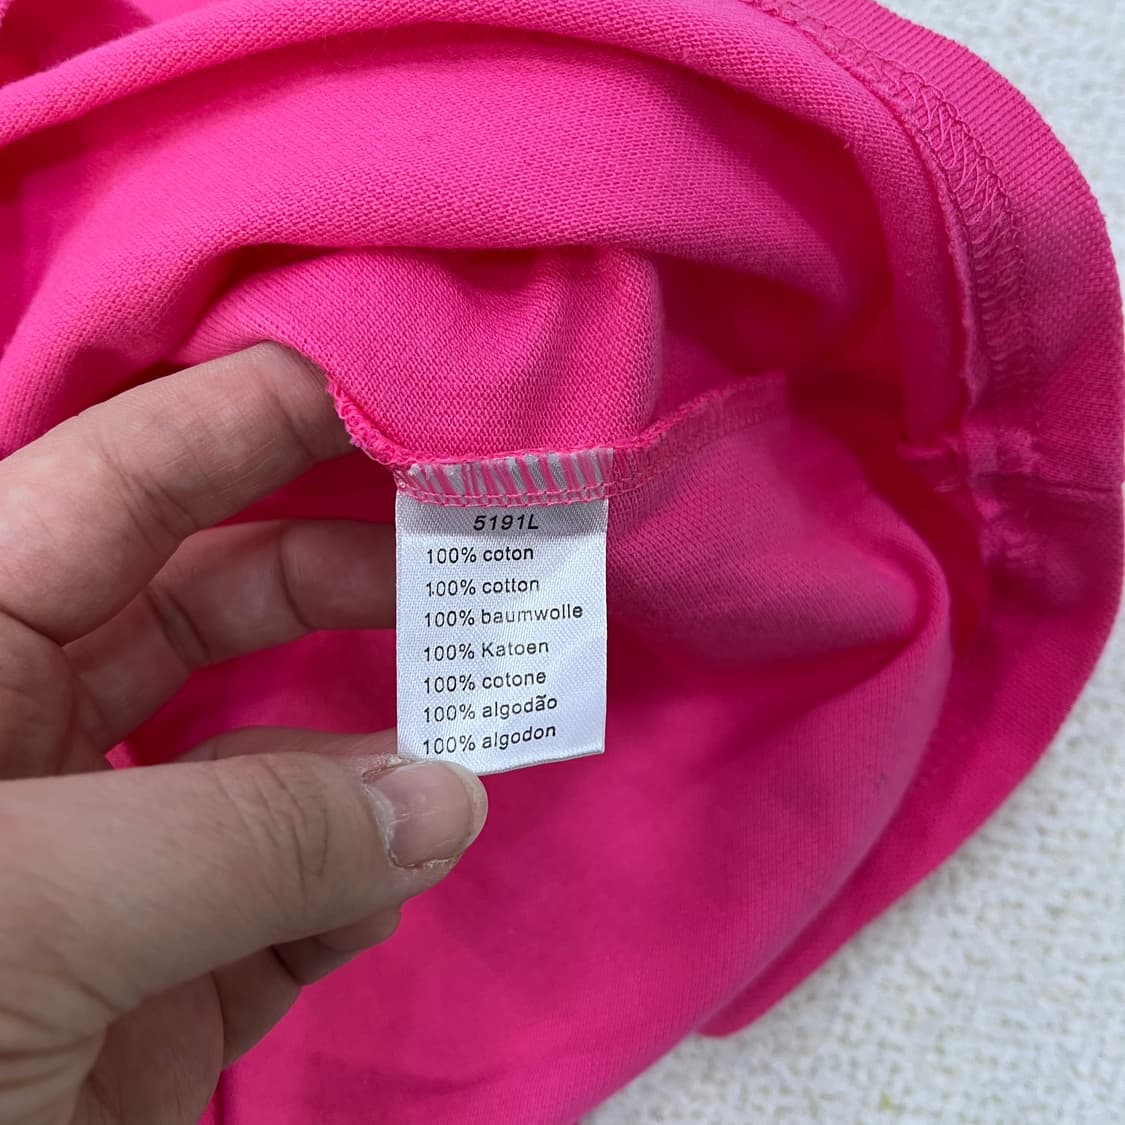 5191L
100% coton
100% cotton
100% baumwolle
100% Katoen
100% cotone
100% algodão
100% algodon